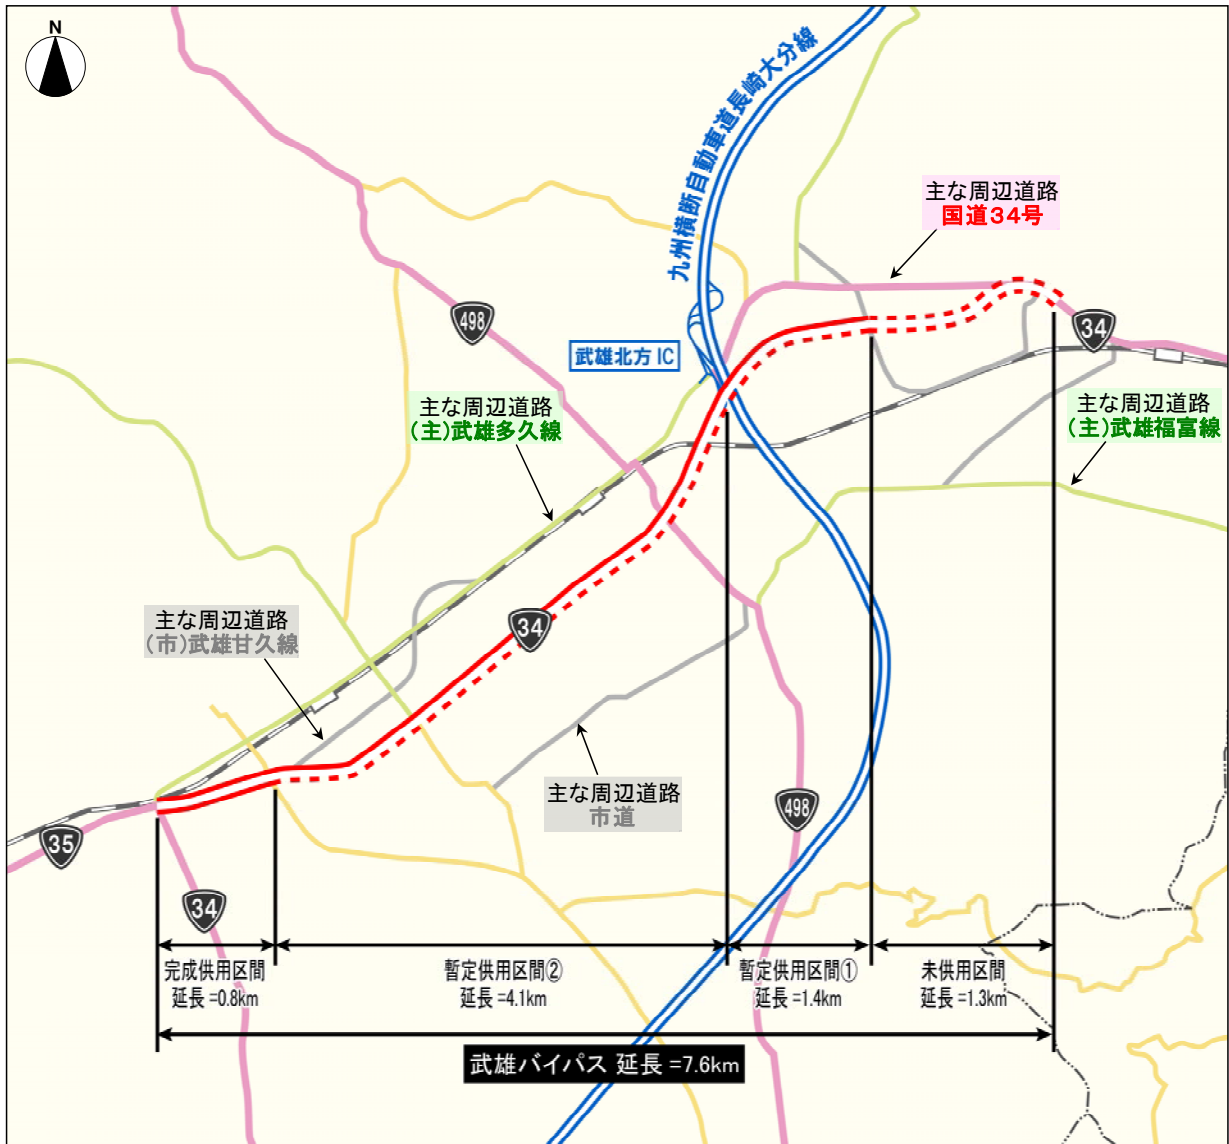 N
九州横断自動車道長崎大分線
主な周辺道路
国道34号
498
34
武雄北方 IC
主な周辺道路
(主)武雄多久線
主な周辺道路
(主)武雄福富線
主な周辺道路
(市)武雄甘久線
34
主な周辺道路
市道
498
35
34
完成供用区間
延長 =0.8km
暫定供用区間②
延長 =4.1km
暫定供用区間①
延長 =1.4km
未供用区間
延長 =1.3km
武雄バイパス 延長 =7.6km